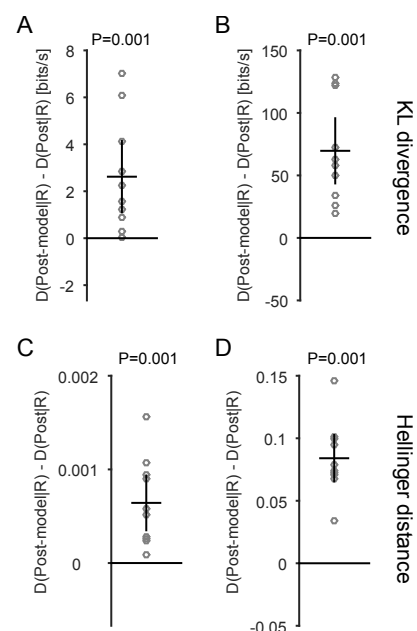 A
P=0.001
8
6
4
2
0
-2
D(Post-model|R) - D(Post|R) [bits/s]
B
P=0.001
150
100
50
0
-50
D(Post-model|R) - D(Post|R) [bits/s]
KL divergence
C
P=0.001
0.002
0.001
0
D(Post-model|R) - D(Post|R)
D
P=0.001
0.15
0.1
0.05
0
-0.05
D(Post-model|R) - D(Post|R)
Hellinger distance